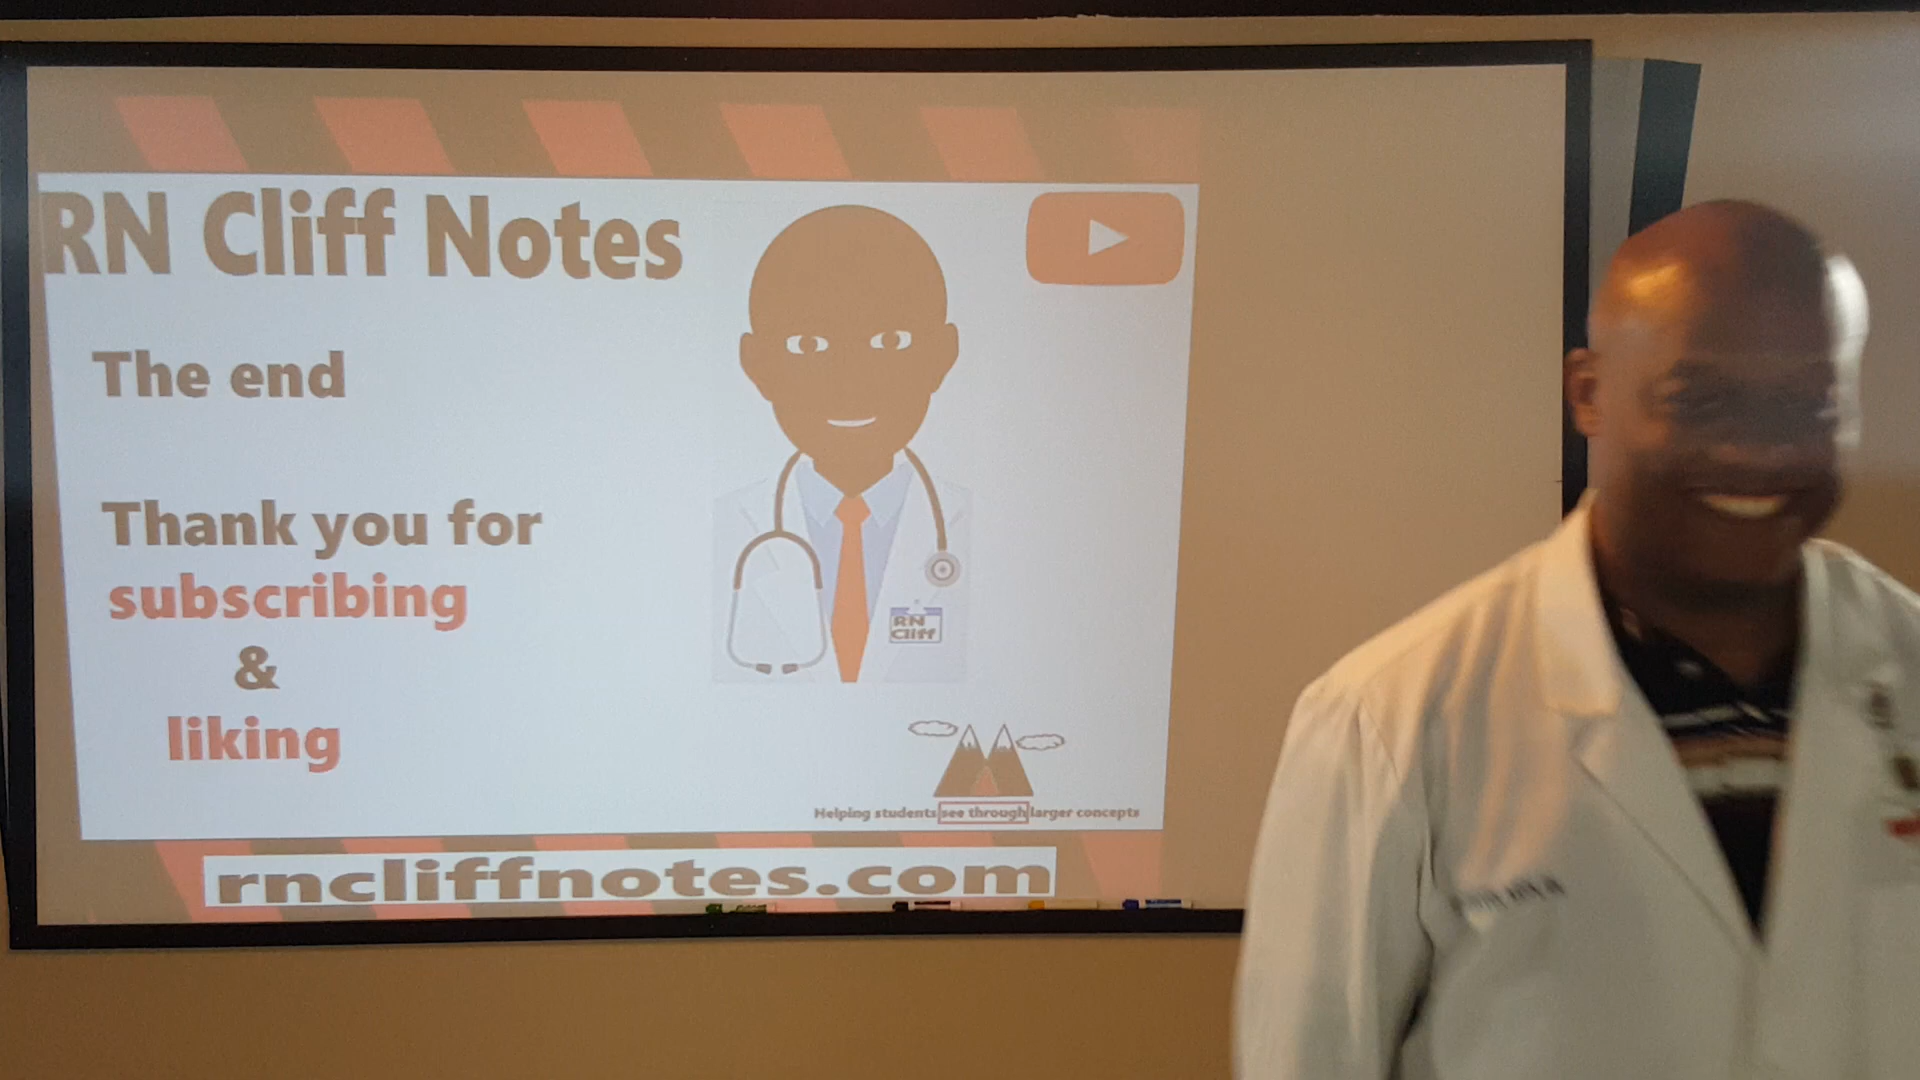 RN Cliff Notes
The end
Thank you for
subscribing
&
liking
RN
Cliff
Helping students see through larger concepts
rncliffnotes.com